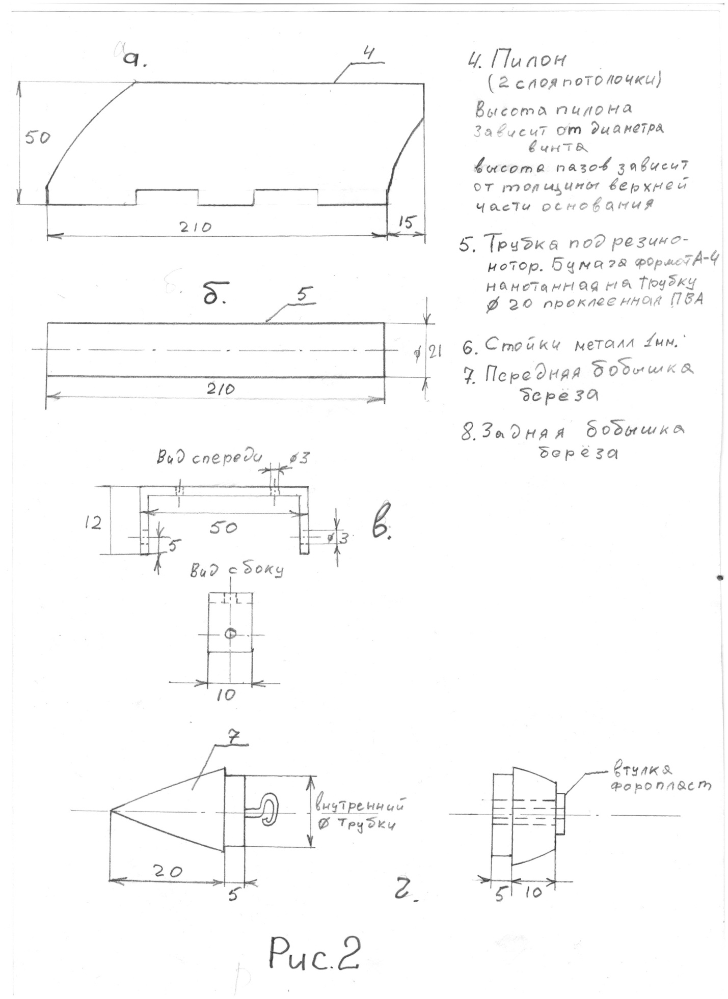 а.
4
50
210
15
4. Пилон
(2 слоя потолочки)
Высота пилона
зависит от диаметра
винта
высота пазов зависит
от толщины верхней
части основания
б.
5
ø 21
210
5. Трубка под резино-
мотор. Бумага формат А-4
намотанная на трубку
ø 20 проклеенная ПВА
6. Стойки металл 1мм.
7. Передняя бобышка
берёза
8. Задняя бобышка
берёза
Вид спереди
ø3
12
50
5
ø 3
в.
Вид с боку
10
7
внутренний
ø трубки
20
5
г.
втулка
форопласт
5
10
Рис.2